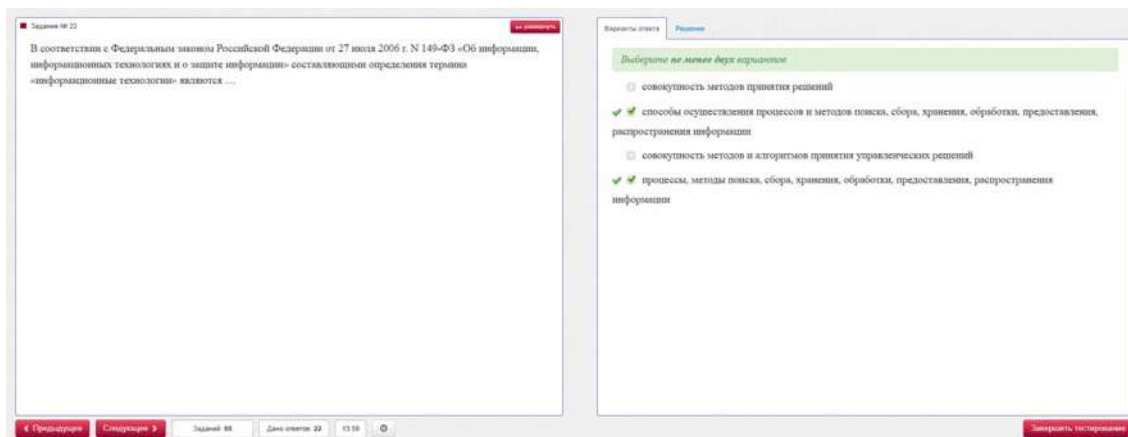 Задание № 22
развернуть
В соответствии с Федеральным законом Российской Федерации от 27 июля 2006 г. N 149-ФЗ «Об информации,
информационных технологиях и о защите информации» составляющими определения термина
«информационные технологии» являются …
Варианты ответа
Решение
Выберите не менее двух вариантов
совокупность методов принятия решений
способы осуществления процессов и методов поиска, сбора, хранения, обработки, предоставления,
распространения информации
совокупность методов и алгоритмов принятия управленческих решений
процессы, методы поиска, сбора, хранения, обработки, предоставления, распространения
информации
Предыдущее
Следующее
Заданий
Дано ответов: 22
Завершить тестирование